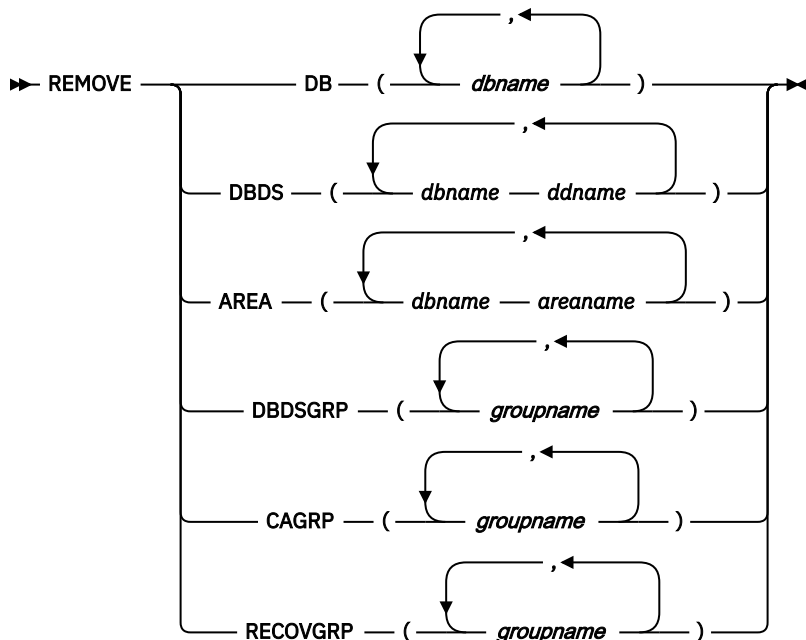 ,
REMOVE DB ( dbname )
,
DBDS ( dbname ddname )
,
AREA ( dbname areaname )
,
DBDSGRP ( groupname )
,
CAGRP ( groupname )
,
RECOVGRP ( groupname )